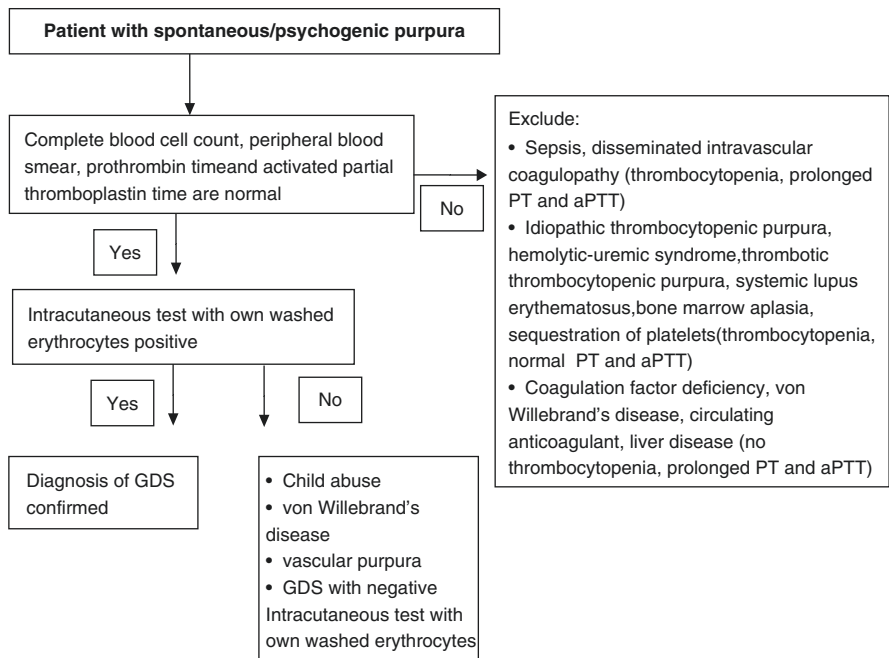 Patient with spontaneous/psychogenic purpura
Complete blood cell count, peripheral blood
smear, prothrombin timeand activated partial
thromboplastin time are normal
No
Exclude:
• Sepsis, disseminated intravascular
coagulopathy (thrombocytopenia, prolonged
PT and aPTT)
• Idiopathic thrombocytopenic purpura,
hemolytic-uremic syndrome,thrombotic
thrombocytopenic purpura, systemic lupus
erythematosus,bone marrow aplasia,
sequestration of platelets(thrombocytopenia,
normal PT and aPTT)
• Coagulation factor deficiency, von
Willebrand's disease, circulating
anticoagulant, liver disease (no
thrombocytopenia, prolonged PT and aPTT)
Yes
Intracutaneous test with own washed
erythrocytes positive
Yes
No
Diagnosis of GDS
confirmed
• Child abuse
• von Willebrand's
disease
• vascular purpura
• GDS with negative
Intracutaneous test with
own washed erythrocytes